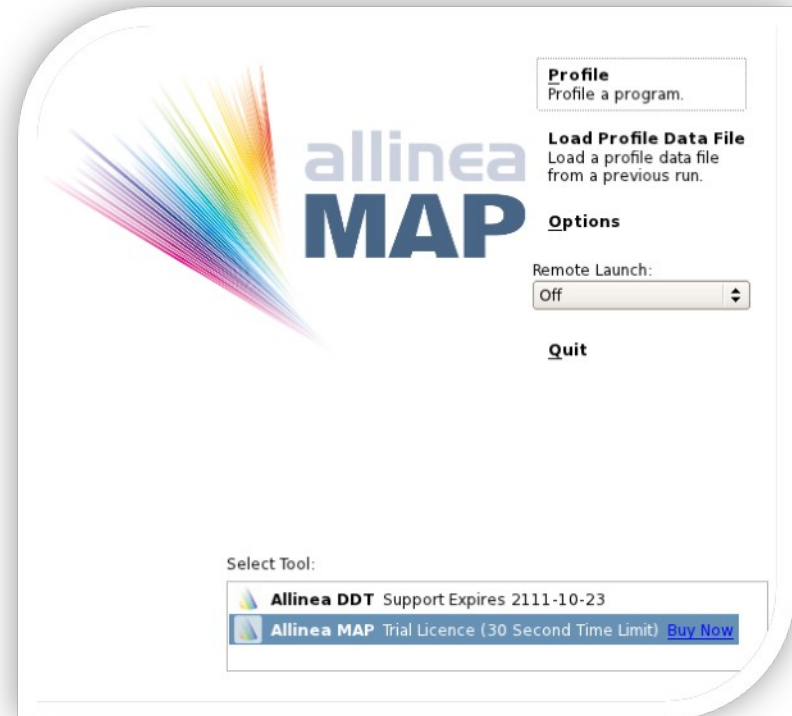 allinea
MAP
Profile
Profile a program.
Load Profile Data File
Load a profile data file
from a previous run.
Options
Remote Launch:
Off
Quit
Select Tool:
Allinea DDT Support Expires 2111-10-23
Allinea MAP Trial Licence (30 Second Time Limit) Buy Now